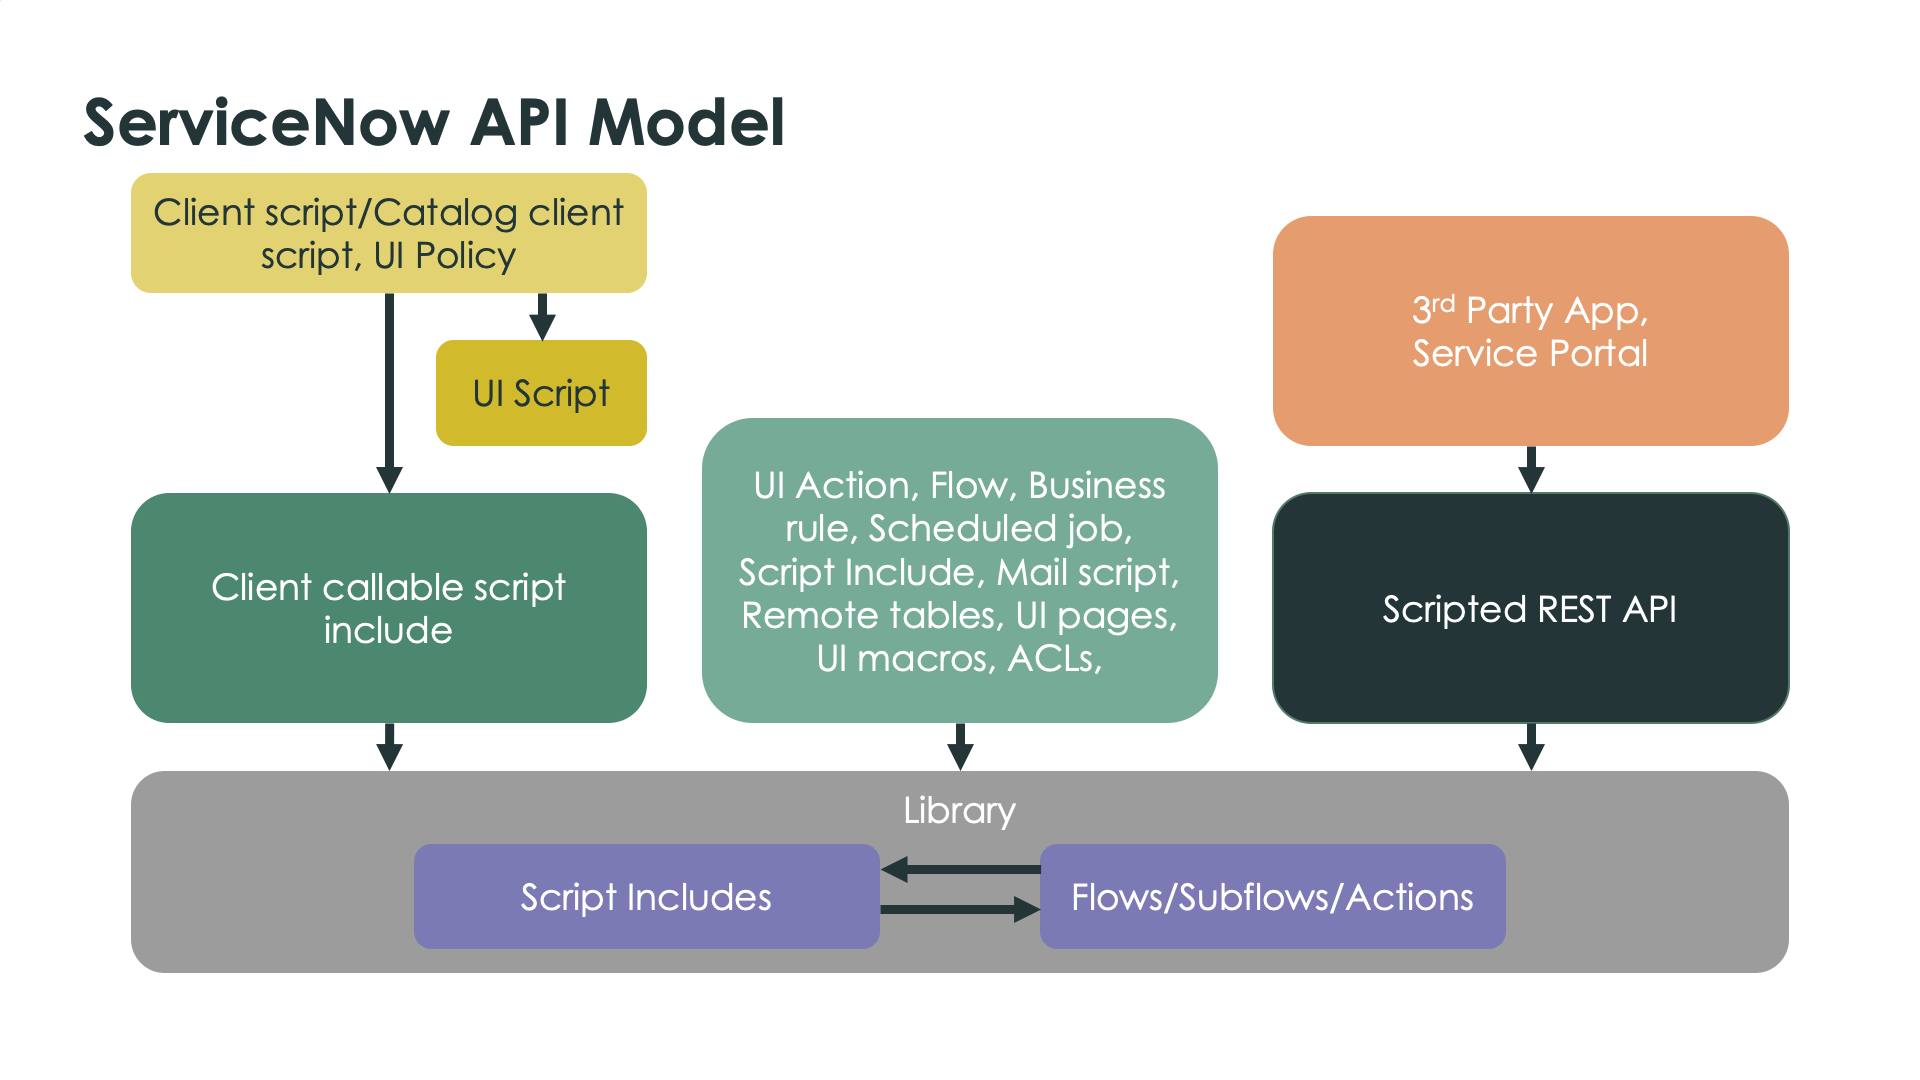 ServiceNow API Model
Client script/Catalog client
script, UI Policy
UI Script
Client callable script
include
UI Action, Flow, Business
rule, Scheduled job,
Script Include, Mail script,
Remote tables, UI pages,
UI macros, ACLs,
3rd Party App,
Service Portal
Scripted REST API
Library
Script Includes
Flows/Subflows/Actions